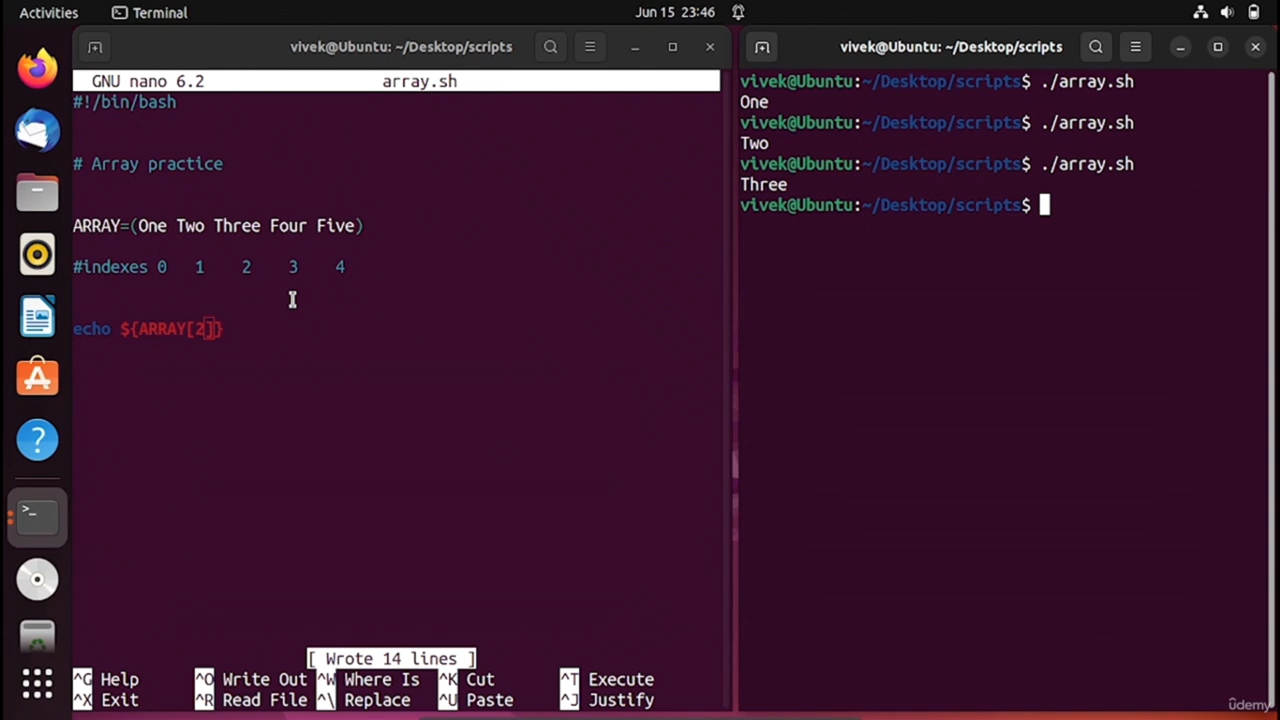 Activities Terminal Jun 15 23:46
vivek@Ubuntu: ~/Desktop/scripts
GNU nano 6.2 array.sh
#!/bin/bash
# Array practice
ARRAY=(One Two Three Four Five)
#indexes 0 1 2 3 4
echo ${ARRAY[2]}
[ Wrote 14 lines ]
^G Help ^O Write Out ^W Where Is ^K Cut ^T Execute
^X Exit ^R Read File ^\ Replace ^U Paste ^J Justify
vivek@Ubuntu: ~/Desktop/scripts
vivek@Ubuntu:~/Desktop/scripts$ ./array.sh
One
vivek@Ubuntu:~/Desktop/scripts$ ./array.sh
Two
vivek@Ubuntu:~/Desktop/scripts$ ./array.sh
Three
vivek@Ubuntu:~/Desktop/scripts$
udemy